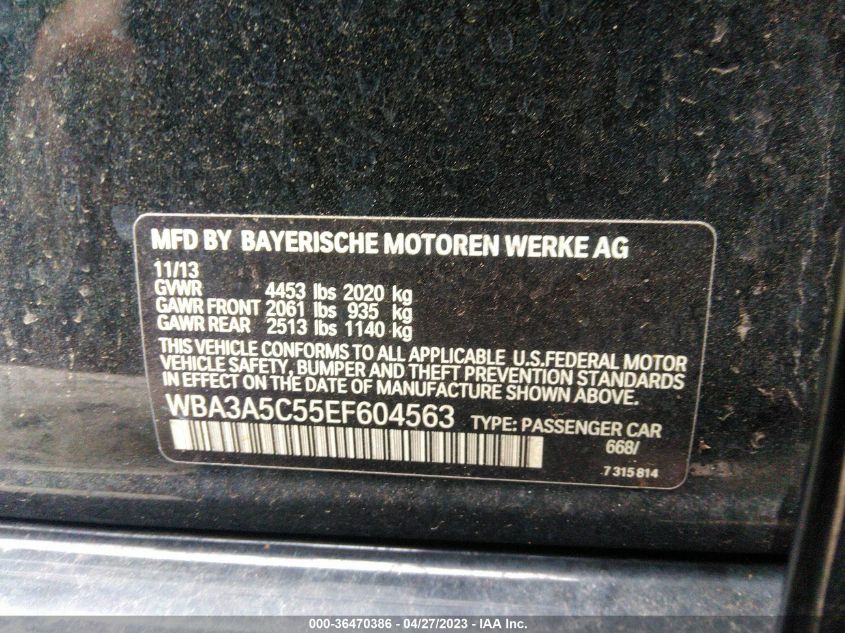 MFD BY BAYERISCHE MOTOREN WERKE AG
11/13
GVWR 4453 lbs 2020 kg
GAWR FRONT 2061 lbs 935 kg
GAWR REAR 2513 lbs 1140 kg
THIS VEHICLE CONFORMS TO ALL APPLICABLE U.S.FEDERAL MOTOR
VEHICLE SAFETY, BUMPER AND THEFT PREVENTION STANDARDS
IN EFFECT ON THE DATE OF MANUFACTURE SHOWN ABOVE.
WBA3A5C55EF604563 TYPE: PASSENGER CAR
668/
7 315 814
000-36470386 - 04/27/2023 - IAA Inc.